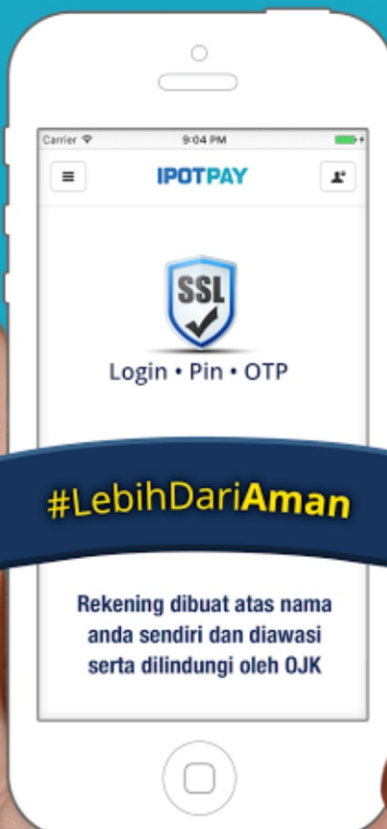 Carrier 9:04 PM
IPOTPAY
SSL
Login • Pin • OTP
#LebihDariAman
Rekening dibuat atas nama
anda sendiri dan diawasi
serta dilindungi oleh OJK